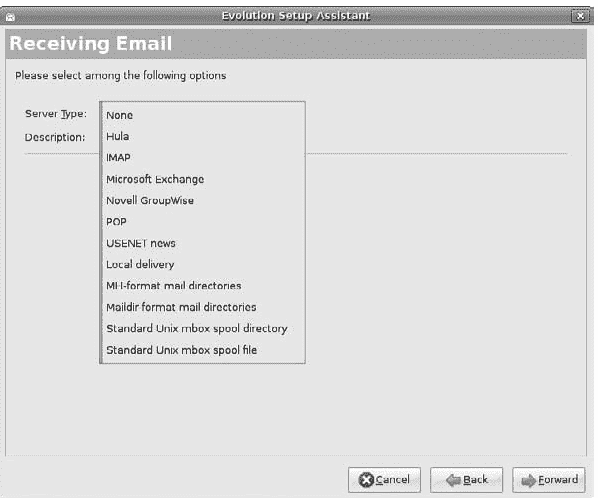 Evolution Setup Assistant
Receiving Email
Please select among the following options
Server Type:
None
Description:
Hula
IMAP
Microsoft Exchange
Novell GroupWise
POP
USENET news
Local delivery
MH-format mail directories
Maildir-format mail directories
Standard Unix mbox spool directory
Standard Unix mbox spool file
Cancel
Back
Forward